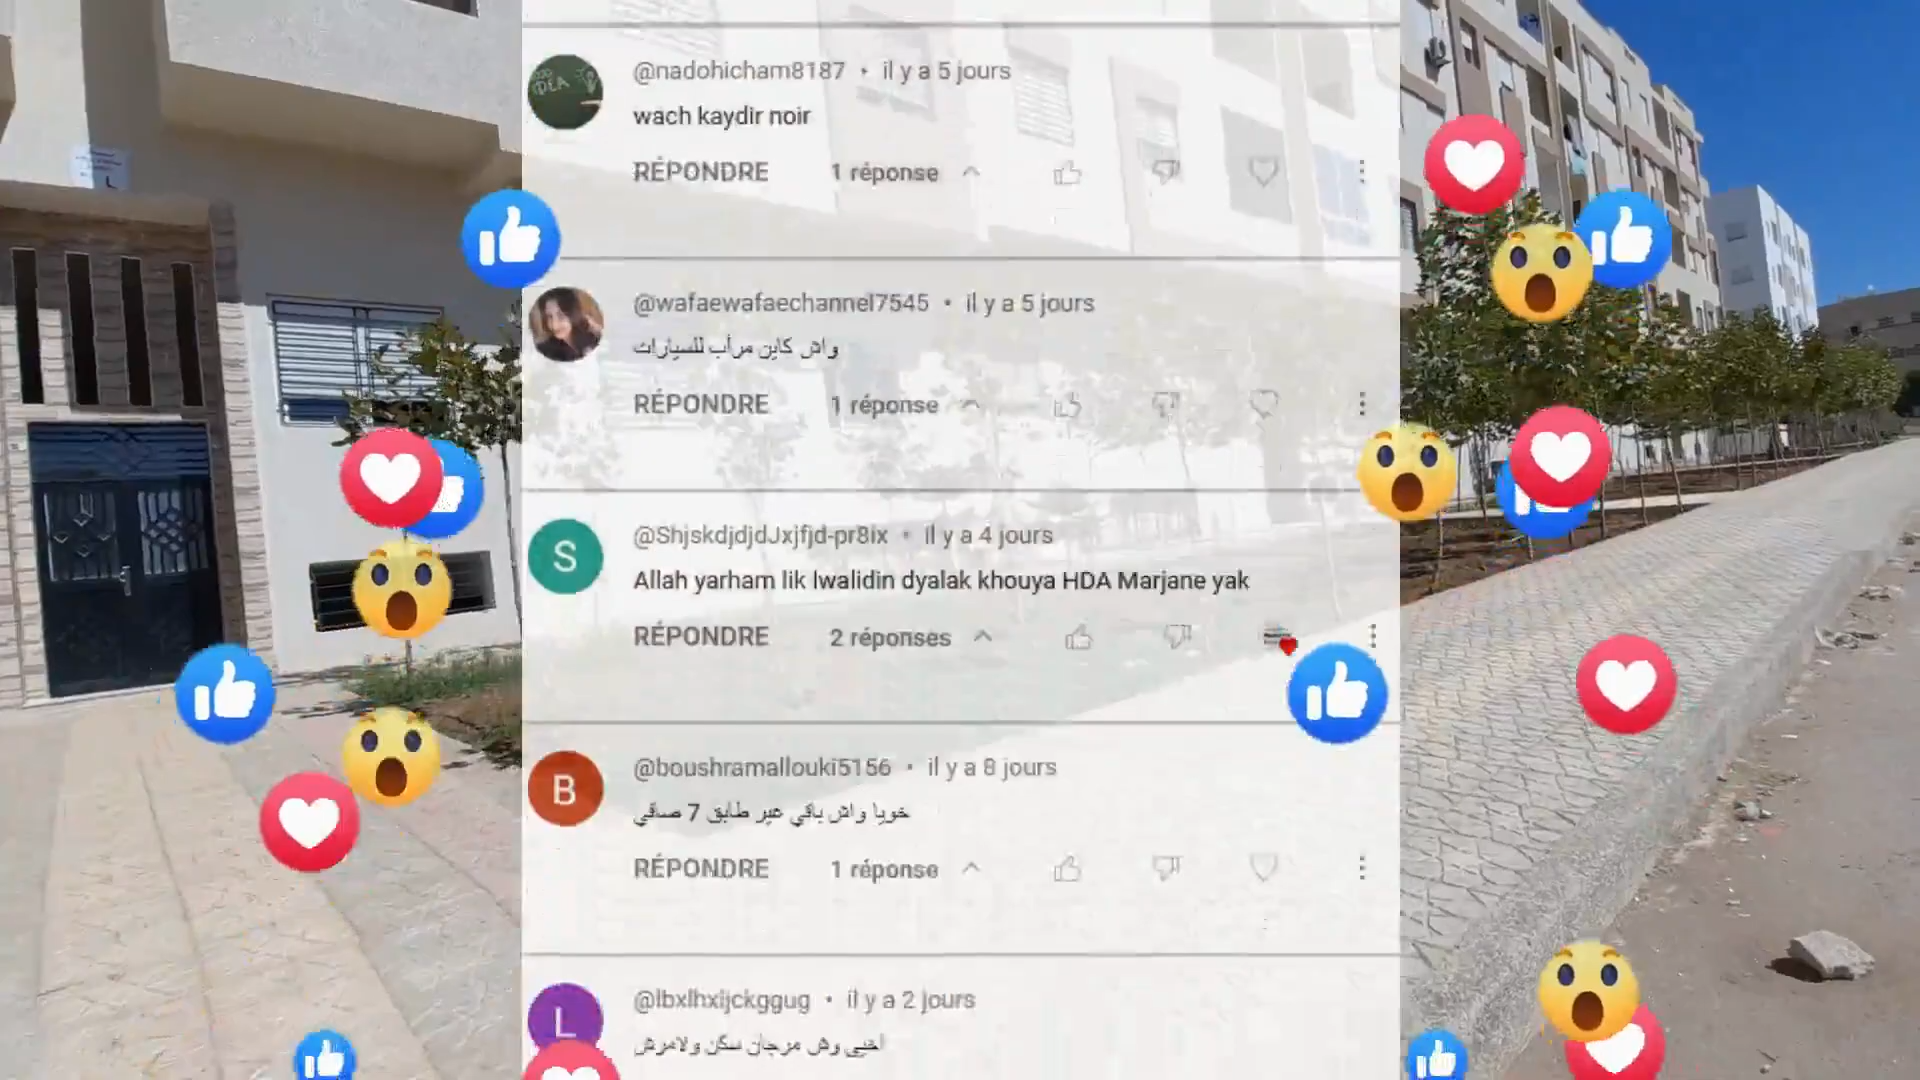 @nadohicham8187 • il y a 5 jours
wach kaydir noir
RÉPONDRE 1 réponse
@wafaewafaechannel7545 • il y a 5 jours
واش كاين مرأب للسيارات
RÉPONDRE 1 réponse
S
@ShjskdjdjdJxjfjd-pr8ix • il y a 4 jours
Allah yarham lik lwalidin dyalak khouya HDA Marjane yak
RÉPONDRE 2 réponses
B
@boushramallouki5156 • il y a 8 jours
خويا واش باقي غير طابق 7 صافي
RÉPONDRE 1 réponse
L
@lbxlhxijckggug • il y a 2 jours
وش مرجان سكن ولامرش